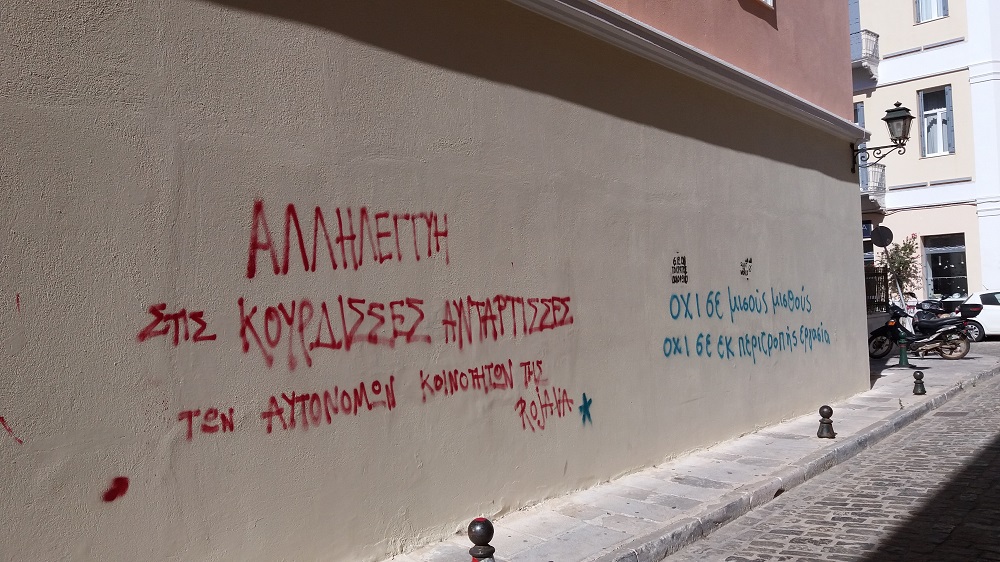 ΑΛΛΗΛΕΓΓΥΗ
ΣΤΙΣ ΚΟΥΡΔΙΣΣΕΣ ΑΝΤΑΡΤΙΣΣΕΣ
ΤΩΝ ΑΥΤΟΝΟΜΩΝ ΚΟΙΝΟΤΗΤΩΝ ΤΗΣ
ROJAVA
ΟΧΙ σε μισούς μισθούς
ΟΧΙ σε εκ περιτροπής εργασία